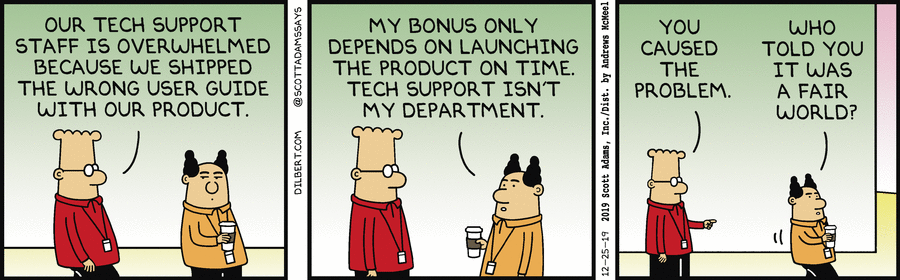 OUR TECH SUPPORT
STAFF IS OVERWHELMED
BECAUSE WE SHIPPED
THE WRONG USER GUIDE
WITH OUR PRODUCT.
DILBERT.COM @SCOTTADAMSSAYS
MY BONUS ONLY
DEPENDS ON LAUNCHING
THE PRODUCT ON TIME.
TECH SUPPORT ISN'T
MY DEPARTMENT.
12-25-19 2019 Scott Adams, Inc./Dist. by Andrews McMeel
YOU
CAUSED
THE
PROBLEM.
WHO
TOLD YOU
IT WAS
A FAIR
WORLD?